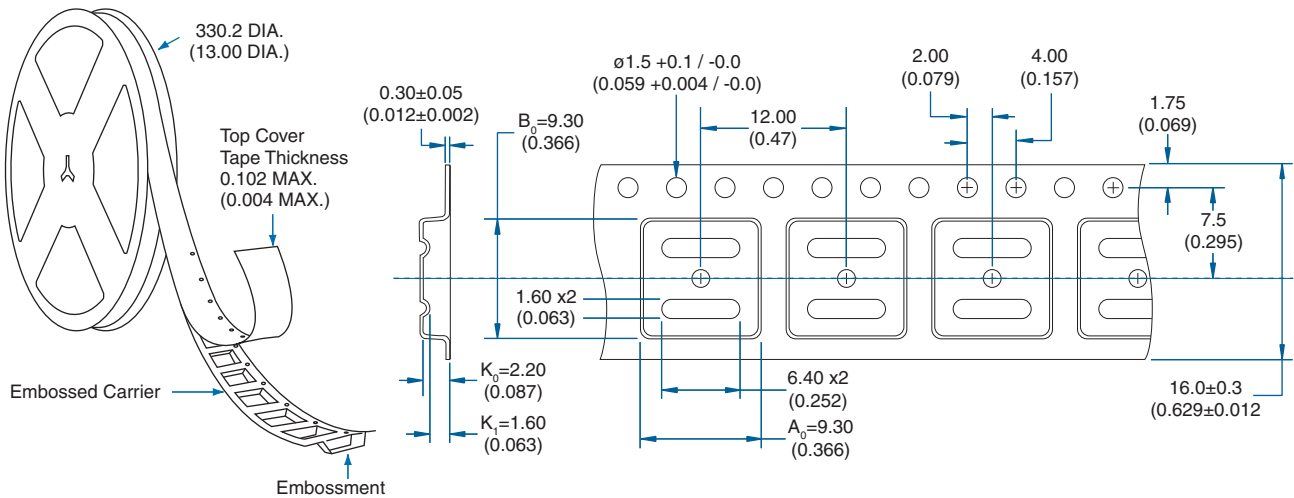 330.2 DIA.
(13.00 DIA.)
Top Cover
Tape Thickness
0.102 MAX.
(0.004 MAX.)
Embossed Carrier
Embossment
0.30±0.05
(0.012±0.002)
B0=9.30
(0.366)
K0=2.20
(0.087)
K1=1.60
(0.063)
ø1.5 +0.1 / -0.0
(0.059 +0.004 / -0.0)
12.00
(0.47)
2.00
(0.079)
4.00
(0.157)
1.75
(0.069)
7.5
(0.295)
1.60 x2
(0.063)
6.40 x2
(0.252)
A0=9.30
(0.366)
16.0±0.3
(0.629±0.012